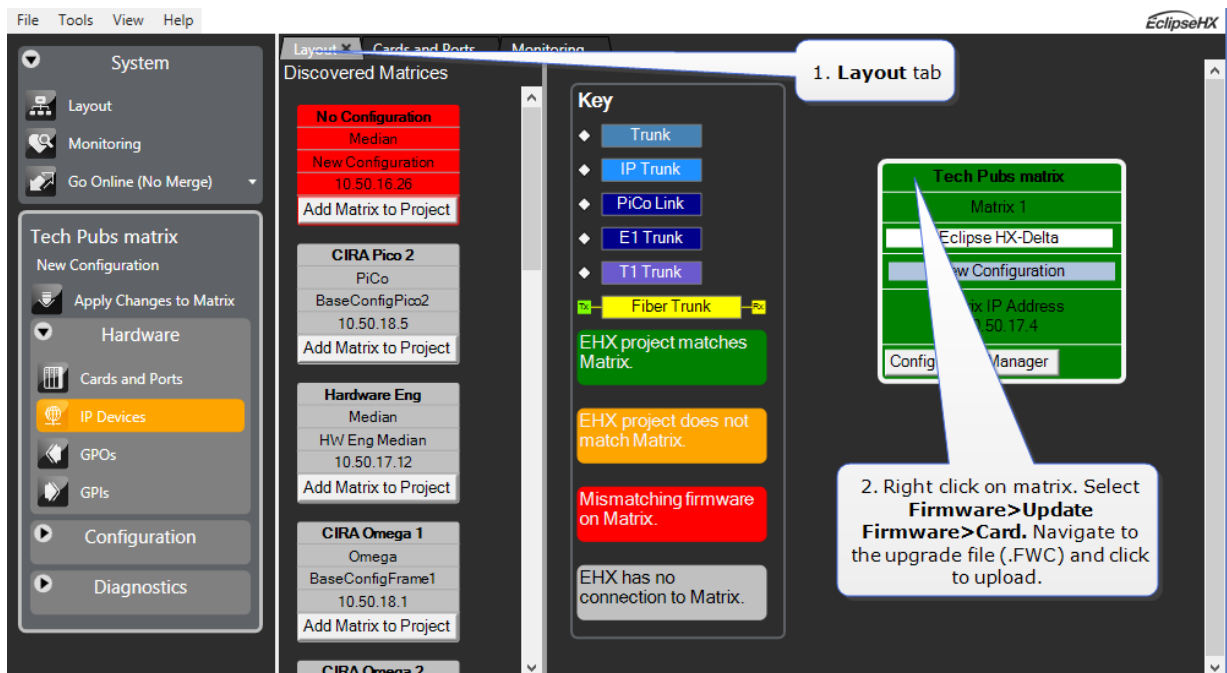 File Tools View Help
EclipseHX
System
Layout
Monitoring
Go Online (No Merge)
Tech Pubs matrix
New Configuration
Apply Changes to Matrix
Hardware
Cards and Ports
IP Devices
GPOs
GPIs
Configuration
Diagnostics
Layout Cards and Ports Monitoring
Discovered Matrices
No Configuration
Median
New Configuration
10.50.16.26
Add Matrix to Project
CIRA Pico 2
PiCo
BaseConfigPico2
10.50.18.5
Add Matrix to Project
Hardware Eng
Median
HW Eng Median
10.50.17.12
Add Matrix to Project
CIRA Omega 1
Omega
BaseConfigFrame1
10.50.18.1
Add Matrix to Project
CIRA Omega 2
Key
Trunk
IP Trunk
PiCo Link
E1 Trunk
T1 Trunk
Tx Fiber Trunk Rx
EHX project matches
Matrix.
EHX project does not
match Matrix.
Mismatching firmware
on Matrix.
EHX has no
connection to Matrix.
1. Layout tab
Tech Pubs matrix
Matrix 1
Eclipse HX-Delta
Configuration
IP Address
50.17.4
Manager
2. Right click on matrix. Select
Firmware>Update
Firmware>Card. Navigate to
the upgrade file (.FWC) and click
to upload.